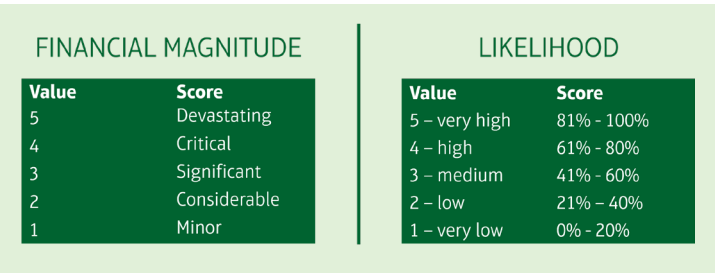 FINANCIAL MAGNITUDE
Value Score
5 Devastating
4 Critical
3 Significant
2 Considerable
1 Minor
LIKELIHOOD
Value Score
5 – very high 81% - 100%
4 – high 61% - 80%
3 – medium 41% - 60%
2 – low 21% – 40%
1 – very low 0% - 20%